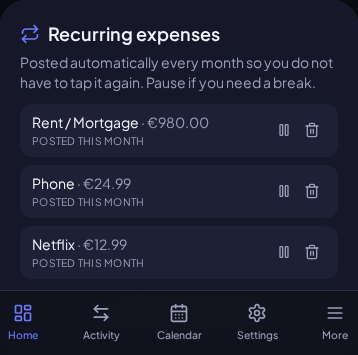 Recurring expenses
Posted automatically every month so you do not
have to tap it again. Pause if you need a break.
Rent / Mortgage · €980.00
POSTED THIS MONTH
Phone · €24.99
POSTED THIS MONTH
Netflix · €12.99
POSTED THIS MONTH
Home Activity Calendar Settings More